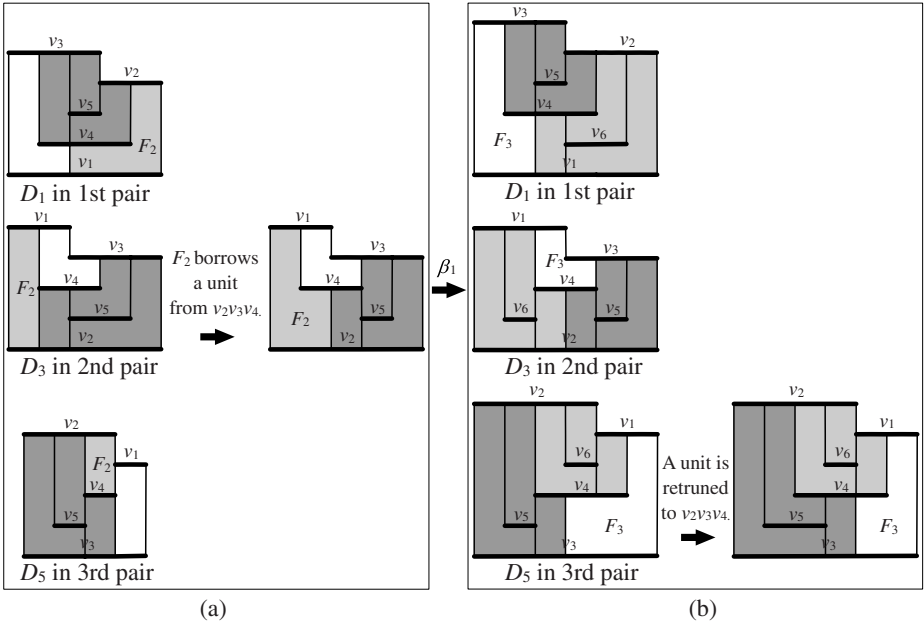 v3
v2
v5
v4
F2
v1
D1 in 1st pair
v1
v3
F2
v4
v5
v2
D3 in 2nd pair
F2 borrows
a unit
from v2v3v4.
v1
v3
v4
F2
v5
v2
v2
v1
F2
v4
v5
v3
D5 in 3rd pair
(a)
β1
v3
v2
v5
v4
v6
F3
v1
D1 in 1st pair
v1
v3
F3
v4
v6
v5
v2
D3 in 2nd pair
v2
v1
v6
v4
v5
F3
v3
D5 in 3rd pair
A unit is
retruned
to v2v3v4.
v2
v1
v6
v4
v5
F3
v3
(b)